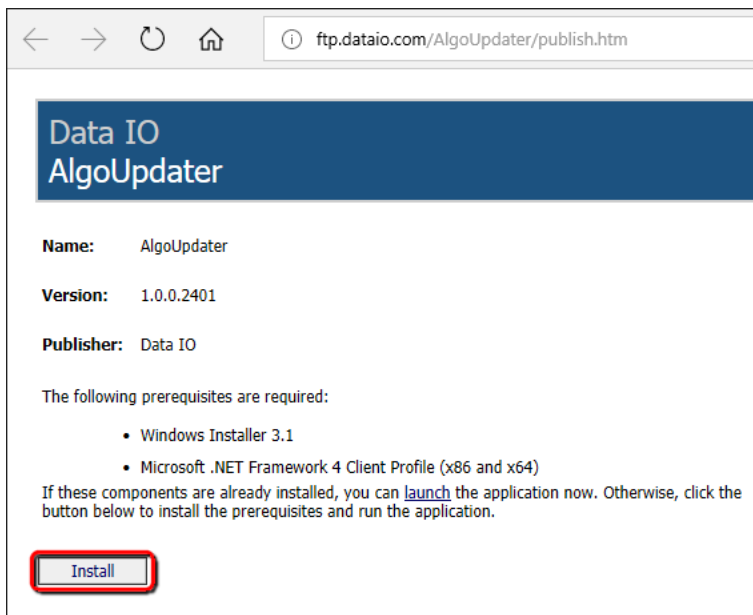 ftp.dataio.com/AlgoUpdater/publish.htm
Data IO
AlgoUpdater
Name: AlgoUpdater
Version: 1.0.0.2401
Publisher: Data IO
The following prerequisites are required:
• Windows Installer 3.1
• Microsoft .NET Framework 4 Client Profile (x86 and x64)
If these components are already installed, you can launch the application now. Otherwise, click the
button below to install the prerequisites and run the application.
Install